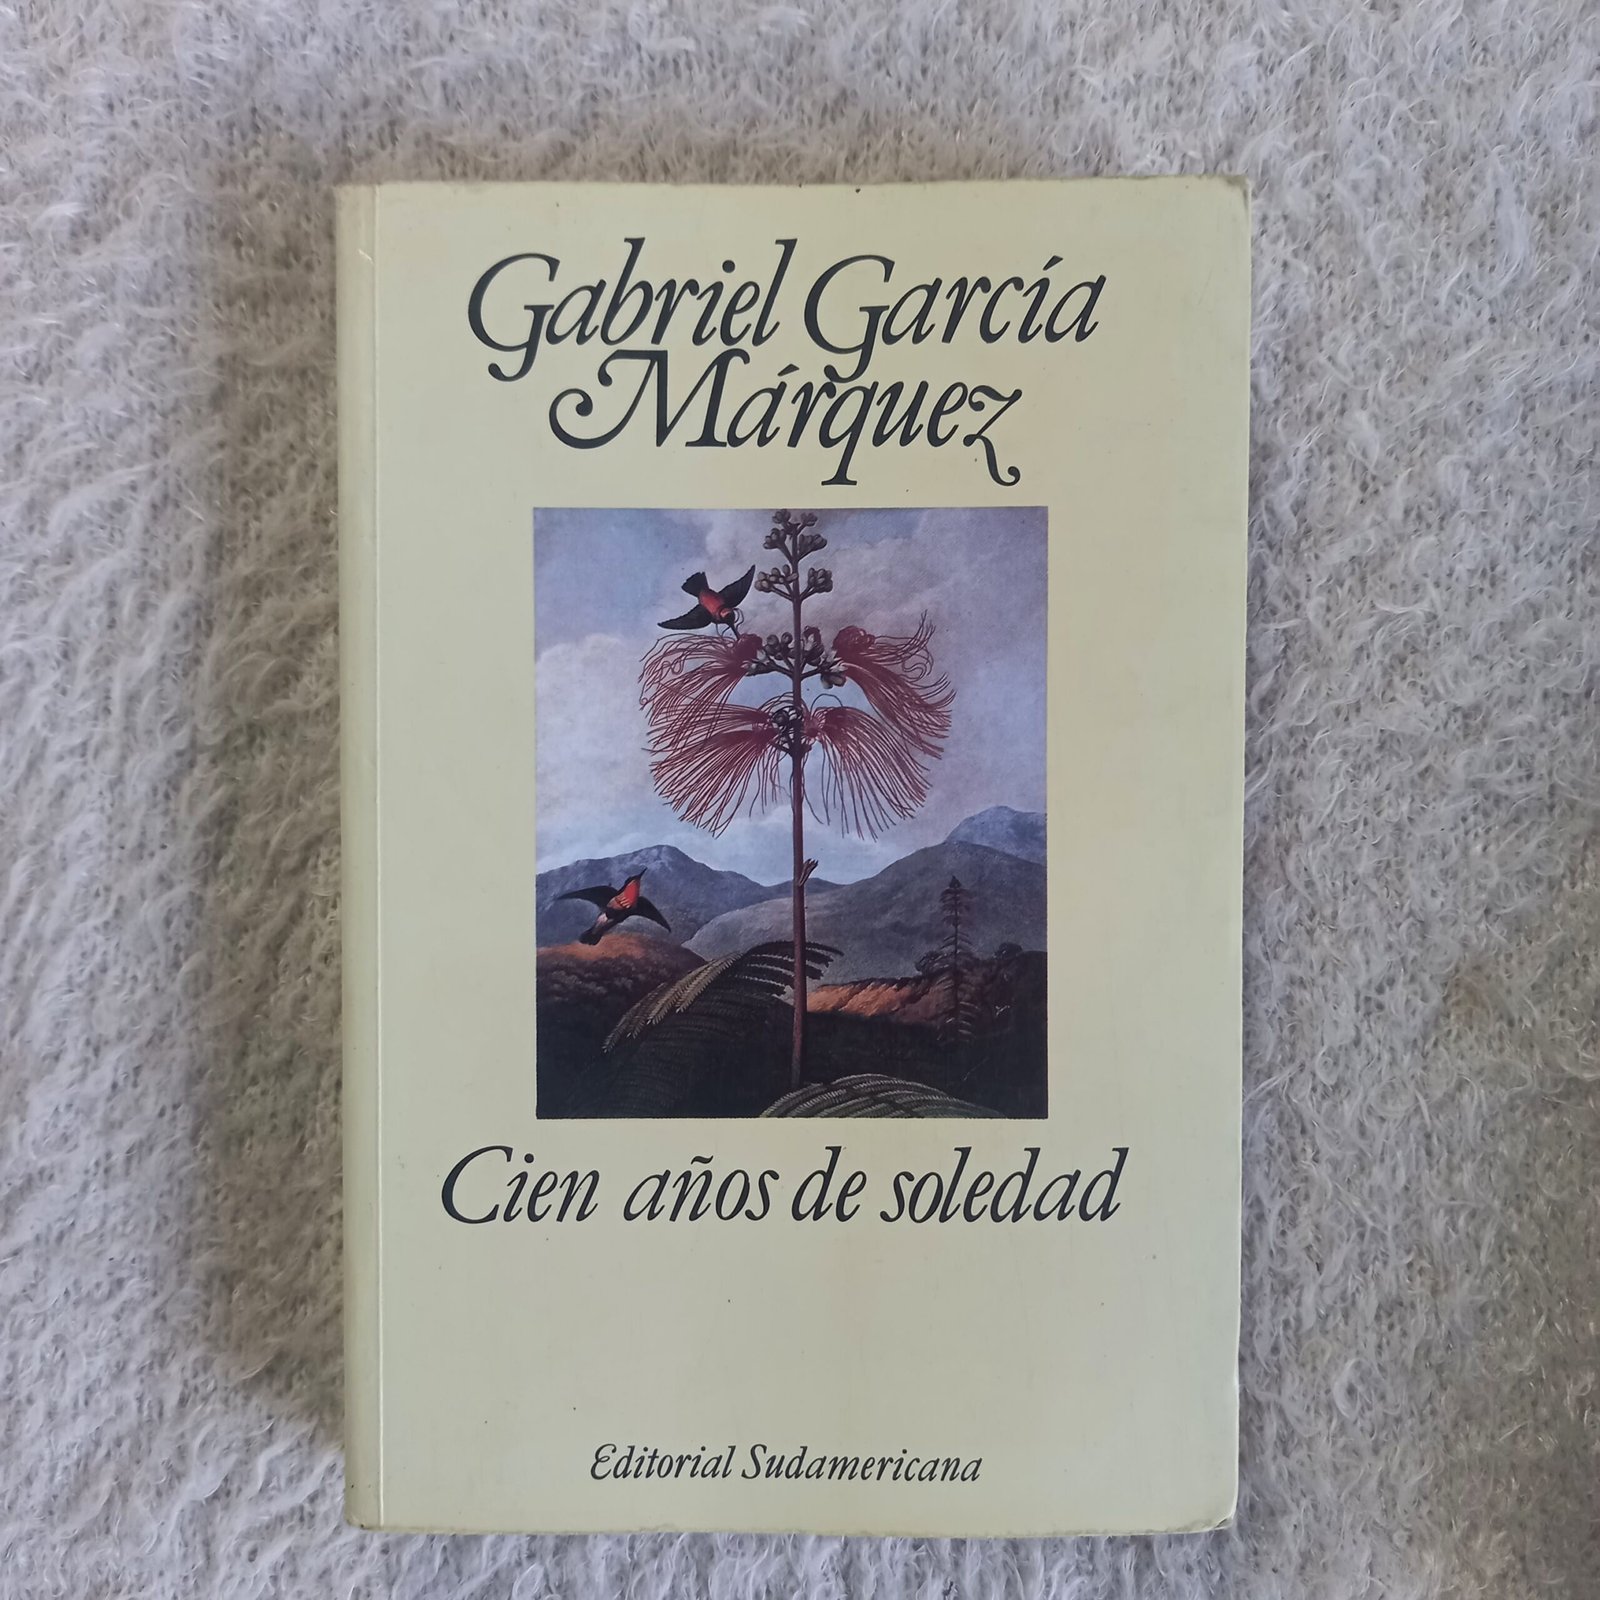 Gabriel García
Márquez
Cien años de soledad
Editorial Sudamericana